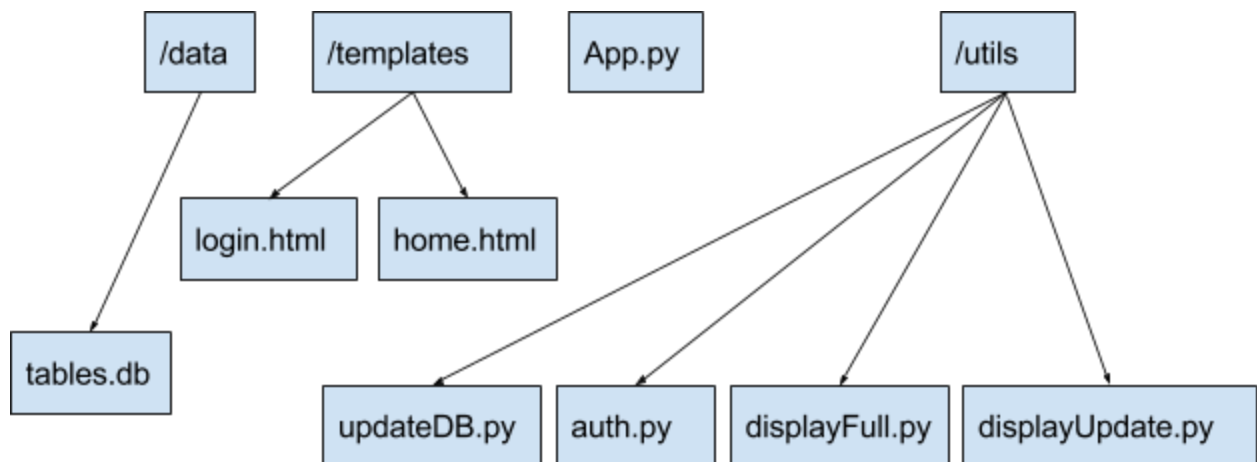 /data
/templates
App.py
/utils
login.html
home.html
tables.db
updateDB.py
auth.py
displayFull.py
displayUpdate.py